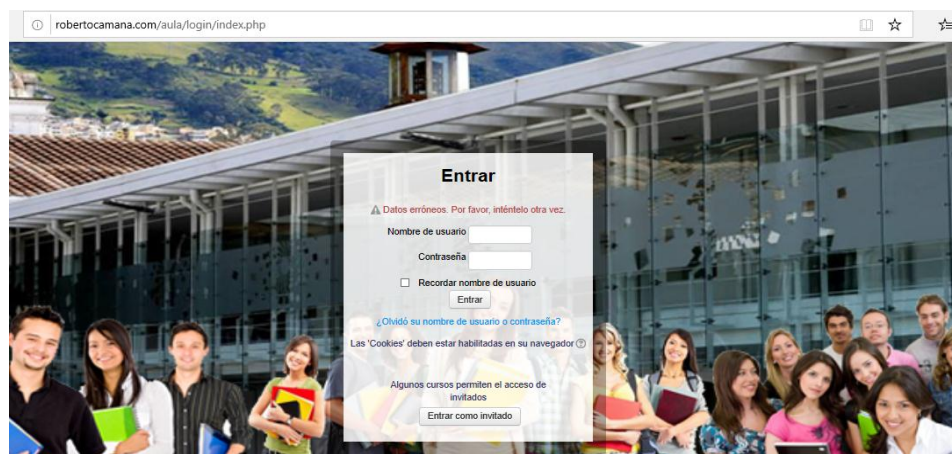 robertocamana.com/aula/login/index.php
Entrar
Datos erróneos. Por favor, inténtelo otra vez.
Nombre de usuario
Contraseña
Recordar nombre de usuario
Entrar
¿Olvidó su nombre de usuario o contraseña?
Las 'Cookies' deben estar habilitadas en su navegador
Algunos cursos permiten el acceso de
invitados
Entrar como invitado